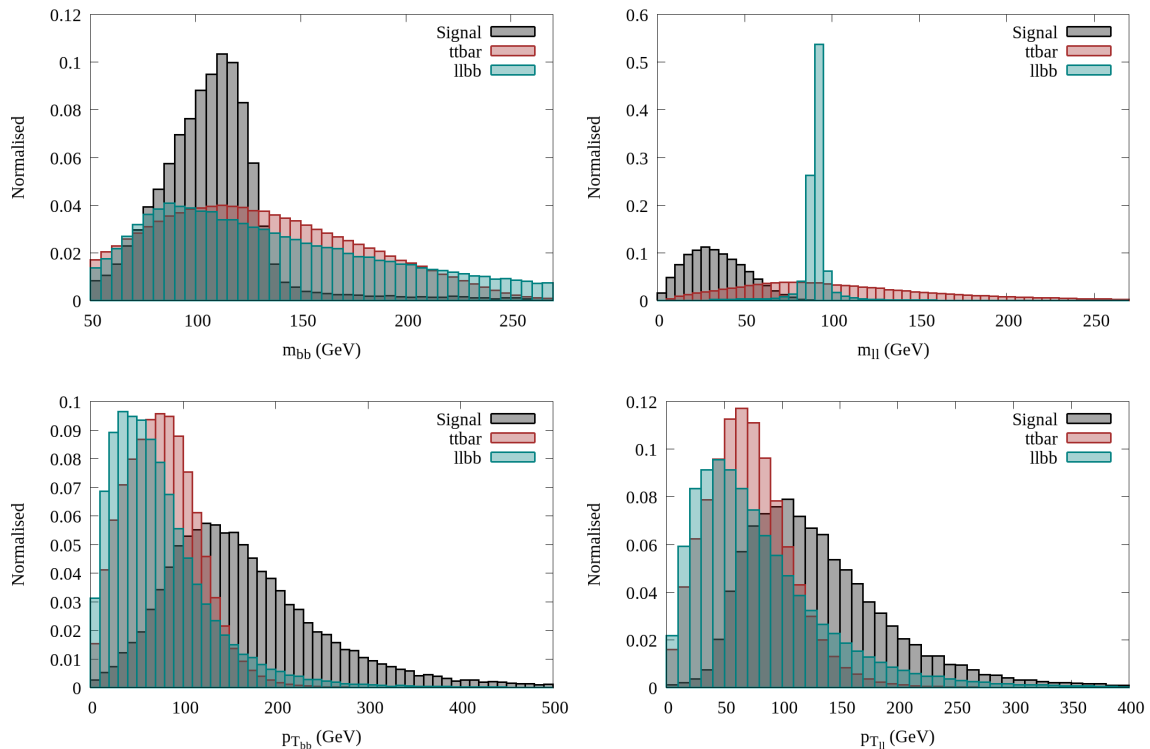 0.12
0.1
0.08
0.06
0.04
0.02
0
Normalised
Signal
ttbar
llbb
50 100 150 200 250
m_bb (GeV)
0.6
0.5
0.4
0.3
0.2
0.1
0
Normalised
Signal
ttbar
llbb
0 50 100 150 200 250
m_ll (GeV)
0.1
0.09
0.08
0.07
0.06
0.05
0.04
0.03
0.02
0.01
0
Normalised
Signal
ttbar
llbb
0 100 200 300 400 500
p_T_bb (GeV)
0.12
0.1
0.08
0.06
0.04
0.02
0
Normalised
Signal
ttbar
llbb
0 50 100 150 200 250 300 350 400
p_T_ll (GeV)